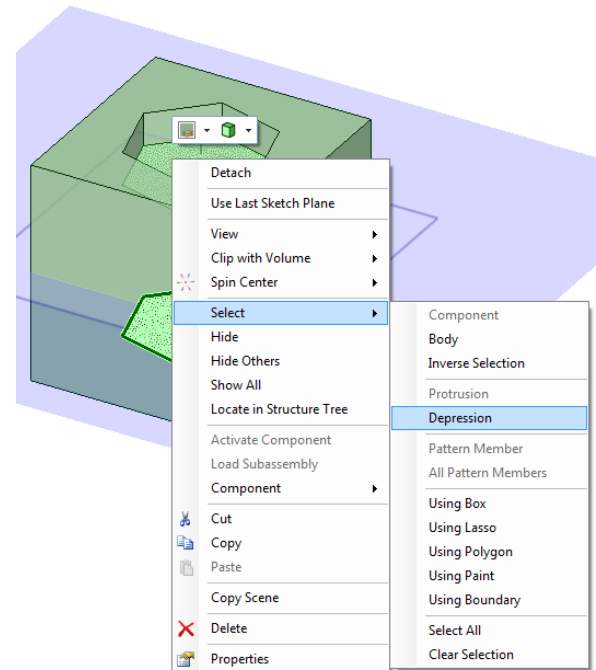 Detach
Use Last Sketch Plane
View
Clip with Volume
Spin Center
Select
Hide
Hide Others
Show All
Locate in Structure Tree
Activate Component
Load Subassembly
Component
Cut
Copy
Paste
Copy Scene
Delete
Properties
Component
Body
Inverse Selection
Protrusion
Depression
Pattern Member
All Pattern Members
Using Box
Using Lasso
Using Polygon
Using Paint
Using Boundary
Select All
Clear Selection